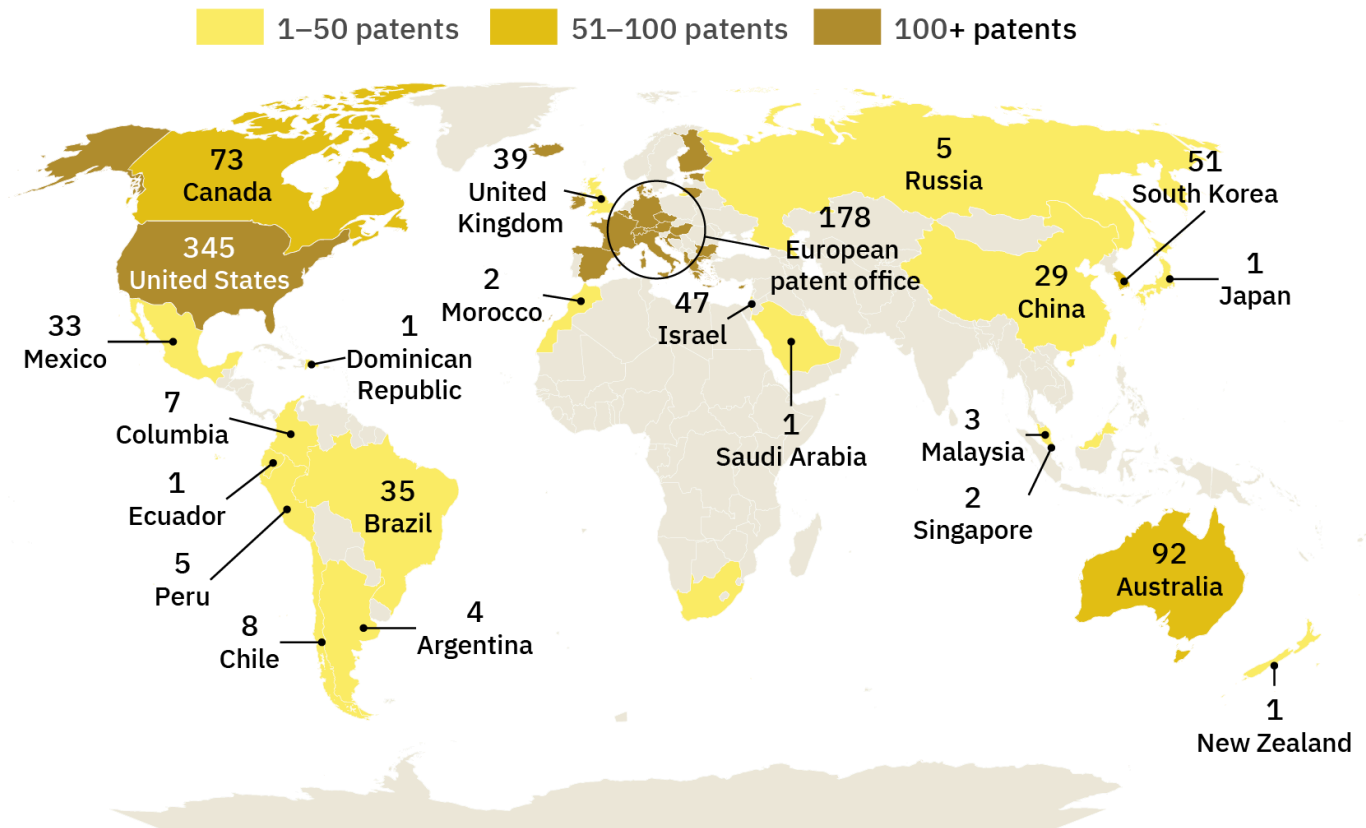 1–50 patents
51–100 patents
100+ patents
73
Canada
345
United States
33
Mexico
1
Dominican
Republic
7
Columbia
1
Ecuador
5
Peru
8
Chile
35
Brazil
4
Argentina
39
United
Kingdom
2
Morocco
178
European
patent office
47
Israel
1
Saudi Arabia
5
Russia
51
South Korea
29
China
1
Japan
3
Malaysia
2
Singapore
92
Australia
1
New Zealand